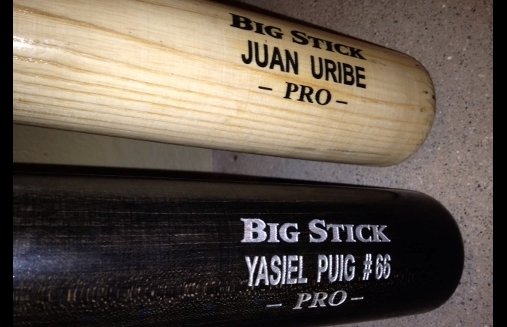 BIG STICK
JUAN URIBE
– PRO –
BIG STICK
YASIEL PUIG #66
– PRO –